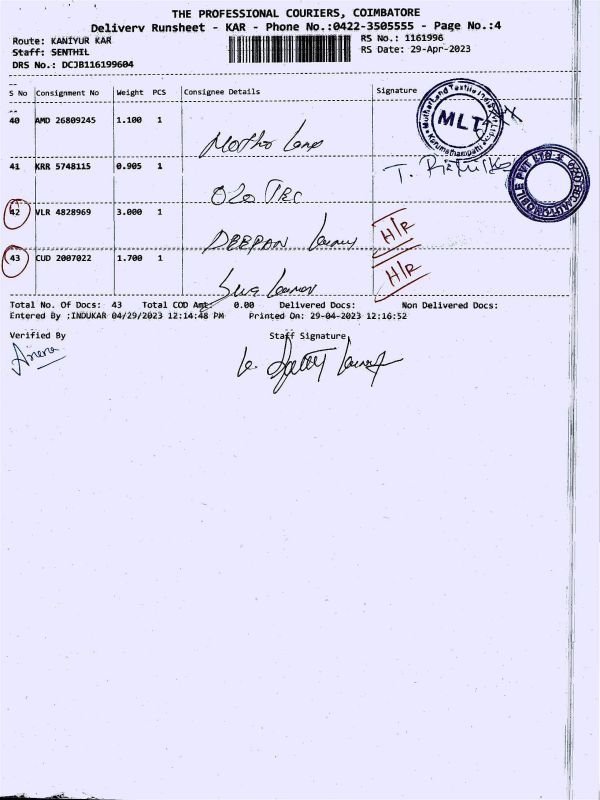 THE PROFESSIONAL COURIERS, COIMBATORE
Delivery Runsheet - KAR - Phone No.:0422-3505555 - Page No.:4
Route: KANIYUR KAR
RS No.: 1161996
Staff: SENTHIL
RS Date: 29-Apr-2023
DRS No.: DCJB116199604
S No Consignment No Weight PCS Consignee Details Signature
40 AMD 26809245 1.100 1
MLT
41 KRR 5748115 0.905 1
T.
42 VLR 4828969 3.000 1
DEEPAN H/R
43 CUD 2007022 1.700 1
H/R
Total No. Of Docs: 43 Total COD Amt: 0.00 Delivered Docs: Non Delivered Docs:
Entered By :INDUKAR 04/29/2023 12:14:48 PM Printed On: 29-04-2023 12:16:52
Verified By Staff Signature